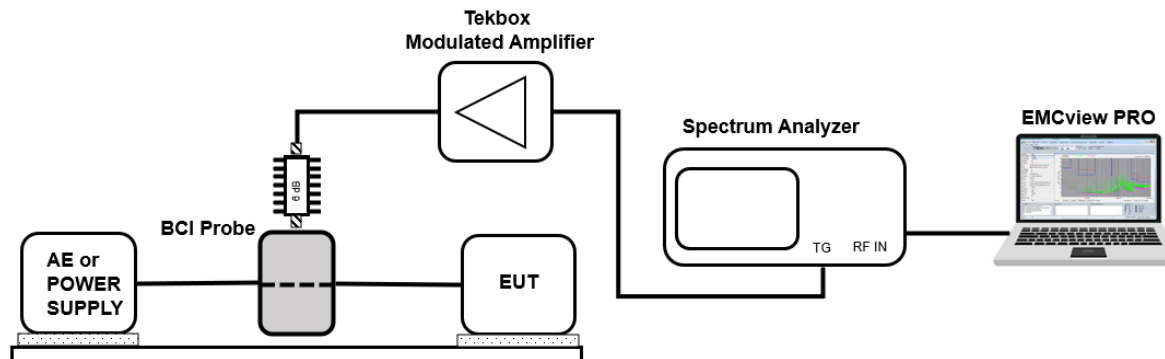 Tekbox
Modulated Amplifier
Spectrum Analyzer
EMCview PRO
6 dB
BCI Probe
TG
RF IN
AE or
POWER
SUPPLY
EUT